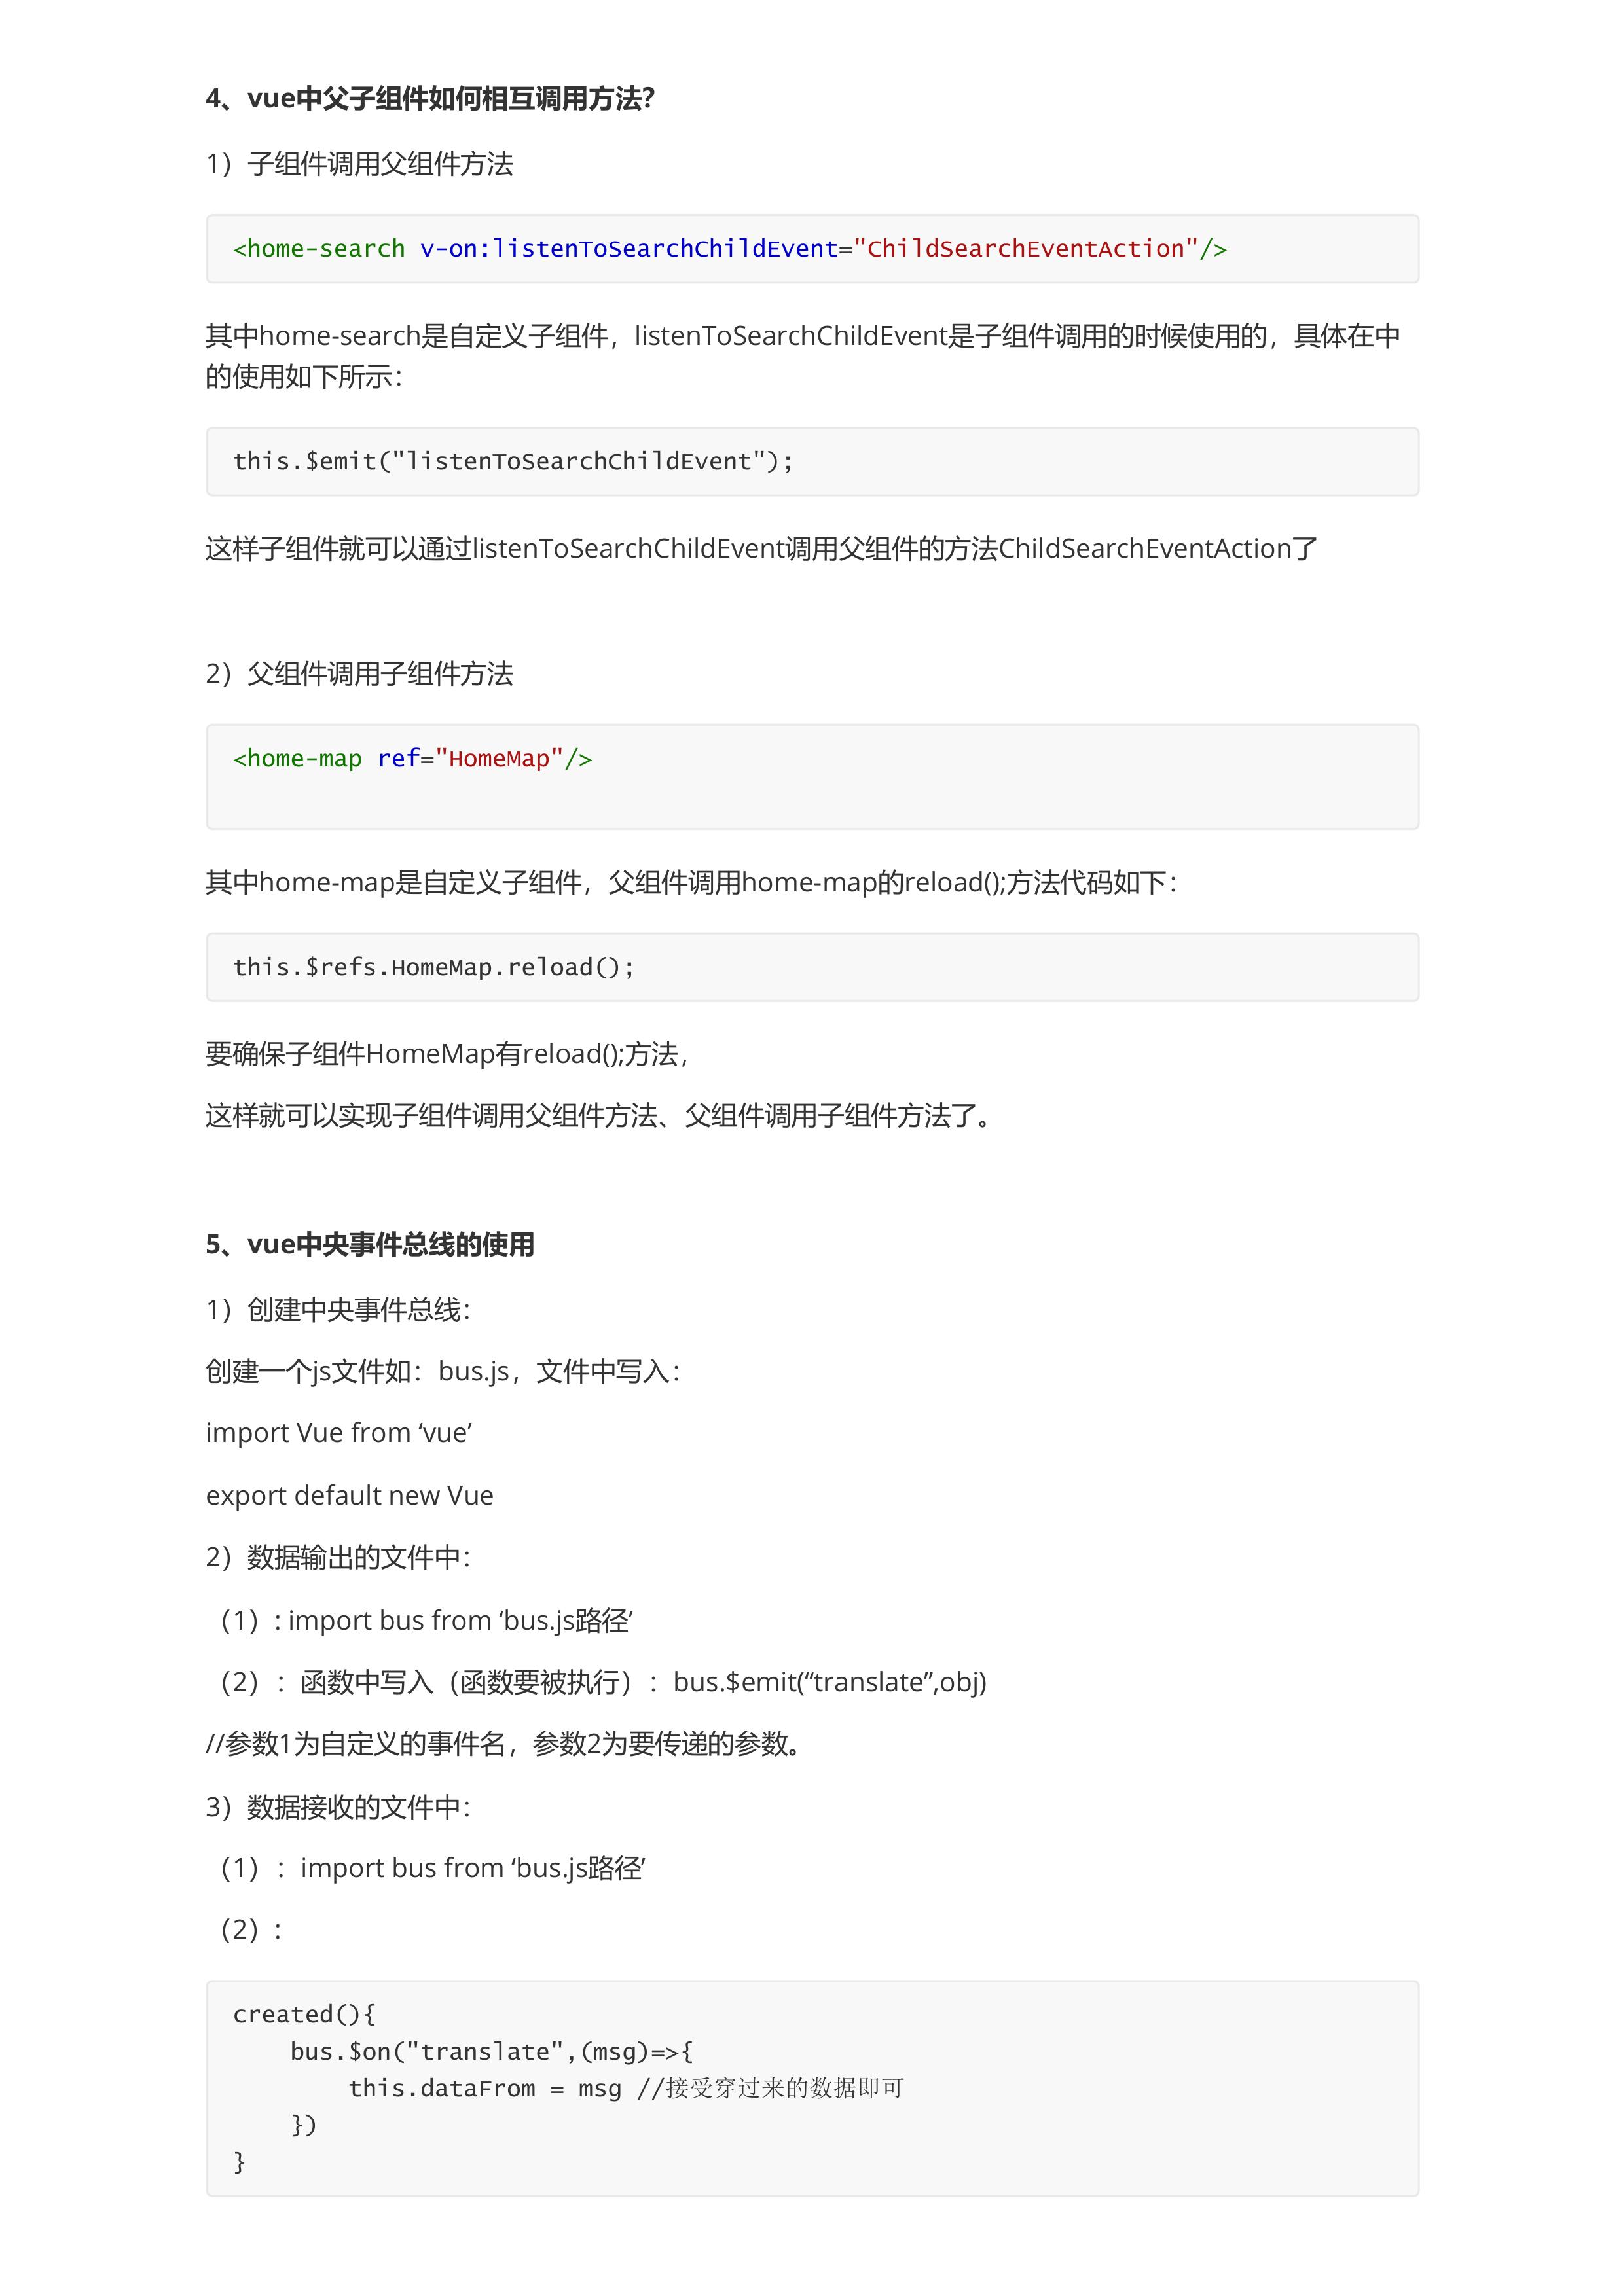 4、vue中父子组件如何相互调用方法?
1）子组件调用父组件方法
<home-search v-on:listenToSearchChildEvent="ChildSearchEventAction"/>
其中home-search是自定义子组件，listenToSearchChildEvent是子组件调用的时候使用的，具体在中
的使用如下所示：
this.$emit("listenToSearchChildEvent");
这样子组件就可以通过listenToSearchChildEvent调用父组件的方法ChildSearchEventAction了
2）父组件调用子组件方法
<home-map ref="HomeMap"/>
其中home-map是自定义子组件，父组件调用home-map的reload();方法代码如下：
this.$refs.HomeMap.reload();
要确保子组件HomeMap有reload();方法，
这样就可以实现子组件调用父组件方法、父组件调用子组件方法了。
5、vue中央事件总线的使用
1）创建中央事件总线：
创建一个js文件如：bus.js，文件中写入：
import Vue from ‘vue’
export default new Vue
2）数据输出的文件中：
（1）: import bus from ‘bus.js路径’
（2）：函数中写入（函数要被执行）：bus.$emit(“translate”,obj)
//参数1为自定义的事件名，参数2为要传递的参数。
3）数据接收的文件中：
（1）：import bus from ‘bus.js路径’
（2）:
created(){
    bus.$on("translate",(msg)=>{
        this.dataFrom = msg //接受穿过来的数据即可
    })
}